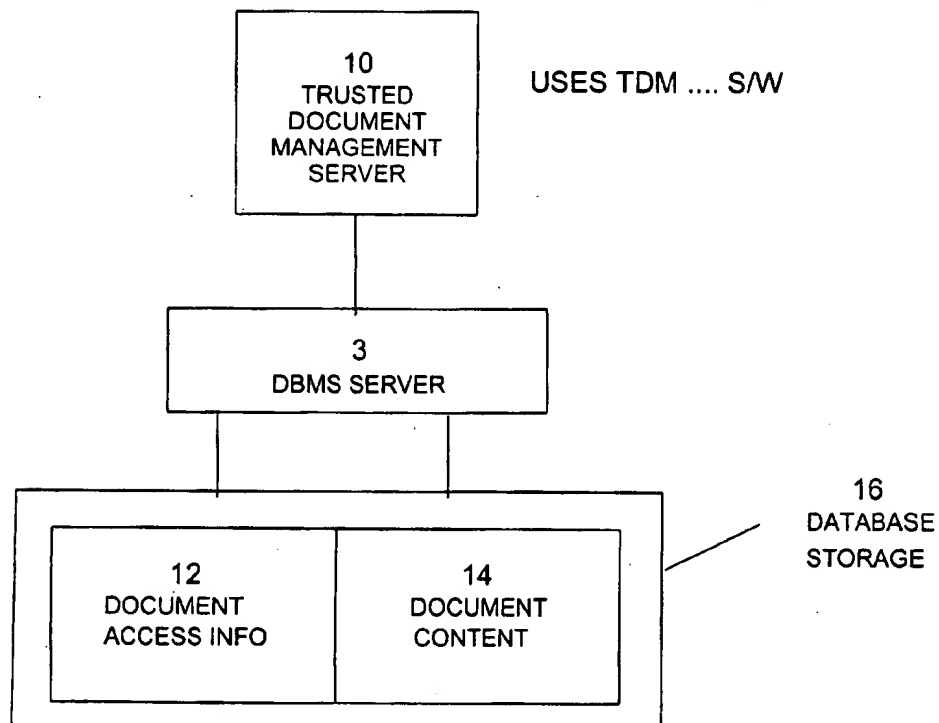 10
TRUSTED
DOCUMENT
MANAGEMENT
SERVER
USES TDM .... S/W
3
DBMS SERVER
16
DATABASE
STORAGE
12
DOCUMENT
ACCESS INFO
14
DOCUMENT
CONTENT